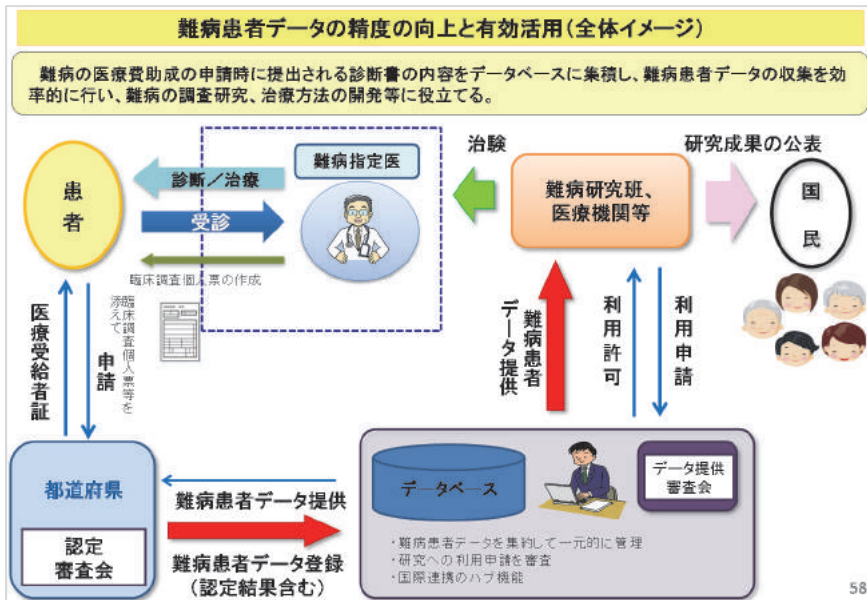 難病患者データの精度の向上と有効活用(全体イメージ)
難病の医療費助成の申請時に提出される診断書の内容をデータベースに集積し、難病患者データの収集を効
率的に行い、難病の調査研究、治療方法の開発等に役立てる。
患者
診断/治療
受診
臨床調査個人票の作成
難病指定医
治験
難病研究班、
医療機関等
研究成果の公表
国民
医療受給者証
申請
臨床調査個人票等を
添えて
難病患者
データ提供
利用許可
利用申請
都道府県
認定
審査会
難病患者データ提供
難病患者データ登録
(認定結果含む)
データベース
データ提供
審査会
・難病患者データを集約して一元的に管理
・研究への利用申請を審査
・国際連携のハブ機能
58